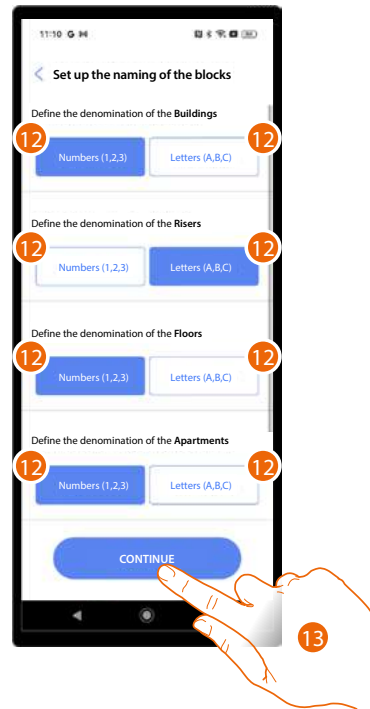 11:10 G
Set up the naming of the blocks
Define the denomination of the Buildings
12 12
Numbers (1,2,3) Letters (A,B,C)
Define the denomination of the Risers
12 12
Numbers (1,2,3) Letters (A,B,C)
Define the denomination of the Floors
12 12
Numbers (1,2,3) Letters (A,B,C)
Define the denomination of the Apartments
12 12
Numbers (1,2,3) Letters (A,B,C)
CONTINUE
13